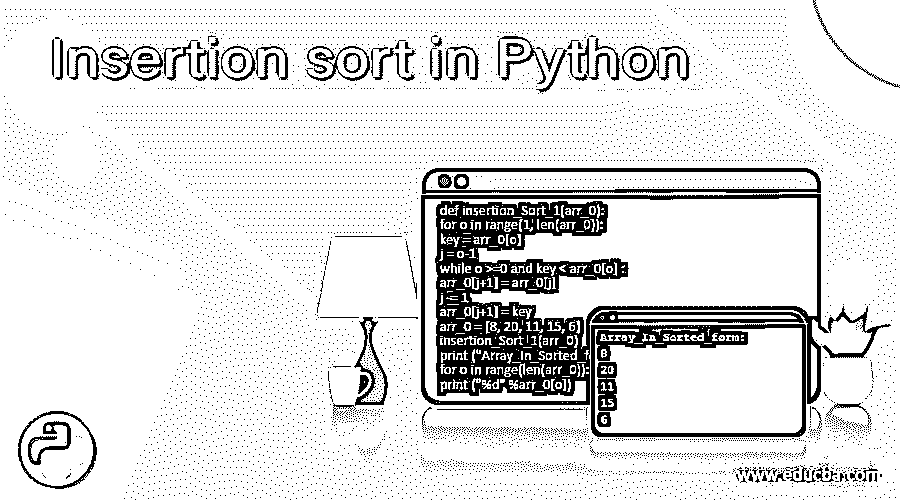 Insertion sort in Python
def insertion_Sort_1(arr_0):
for o in range(1, len(arr_0)):
key = arr_0[o]
j = o-1
while o >=0 and key < arr_0[o] :
arr_0[j+1] = arr_0[j]
j -= 1
arr_0[j+1] = key
arr_0 = [8, 20, 11, 15, 6]
insertion_Sort_1(arr_0)
print ("Array_In_Sorted_f
for o in range(len(arr_0)):
print ("%d" %arr_0[o])
Array_In_Sorted_form:
8
20
11
15
6
www.educba.com